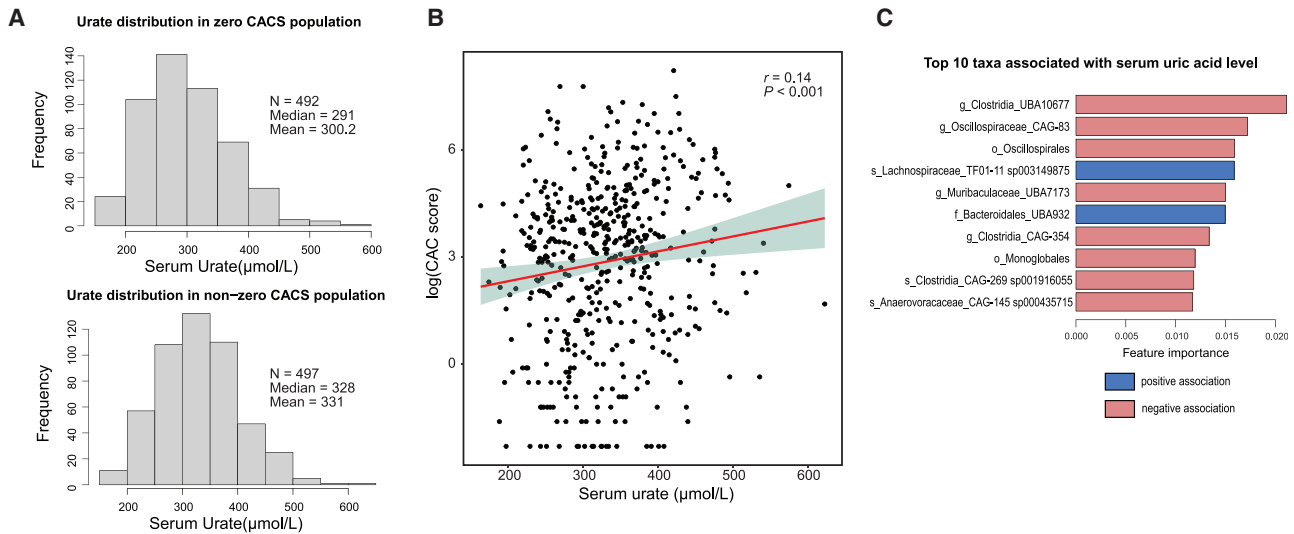 A
Urate distribution in zero CACS population
Frequency
0 20 40 60 80 100 120 140
N = 492
Median = 291
Mean = 300.2
200 300 400 500 600
Serum Urate(µmol/L)
Urate distribution in non−zero CACS population
Frequency
0 20 40 60 80 100 120
N = 497
Median = 328
Mean = 331
200 300 400 500 600
Serum Urate(µmol/L)
B
log(CAC score)
6
3
0
r = 0.14
P < 0.001
200 300 400 500 600
Serum urate (µmol/L)
C
Top 10 taxa associated with serum uric acid level
g_Clostridia_UBA10677
g_Oscillospiraceae_CAG-83
o_Oscillospirales
s_Lachnospiraceae_TF01-11 sp003149875
g_Muribaculaceae_UBA7173
f_Bacteroidales_UBA932
g_Clostridia_CAG-354
o_Monoglobales
s_Clostridia_CAG-269 sp001916055
s_Anaerovoracaceae_CAG-145 sp000435715
0.000 0.005 0.010 0.015 0.020
Feature importance
positive association
negative association